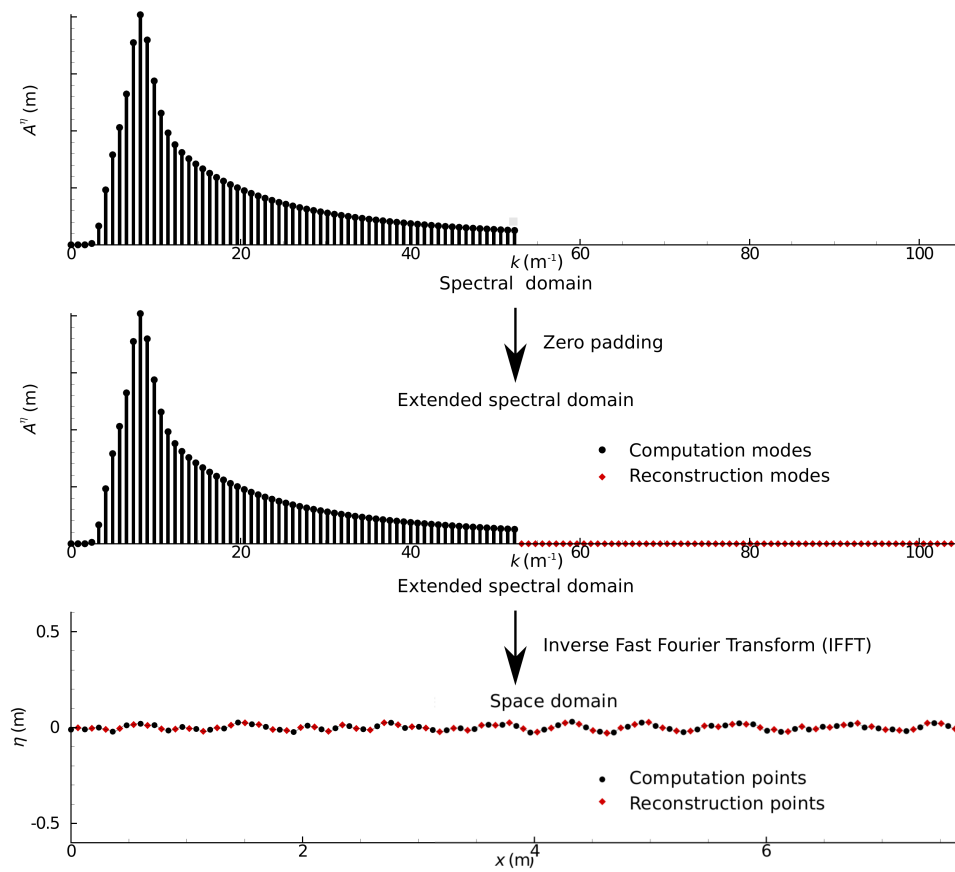 A^η (m)
0 20 40 60 80 100
k (m⁻¹)
Spectral domain
Zero padding
Extended spectral domain
A^η (m)
Computation modes
Reconstruction modes
0 20 40 60 80 100
k (m⁻¹)
Extended spectral domain
Inverse Fast Fourier Transform (IFFT)
Space domain
η (m)
0.5
0
-0.5
Computation points
Reconstruction points
0 2 4 6
x (m)